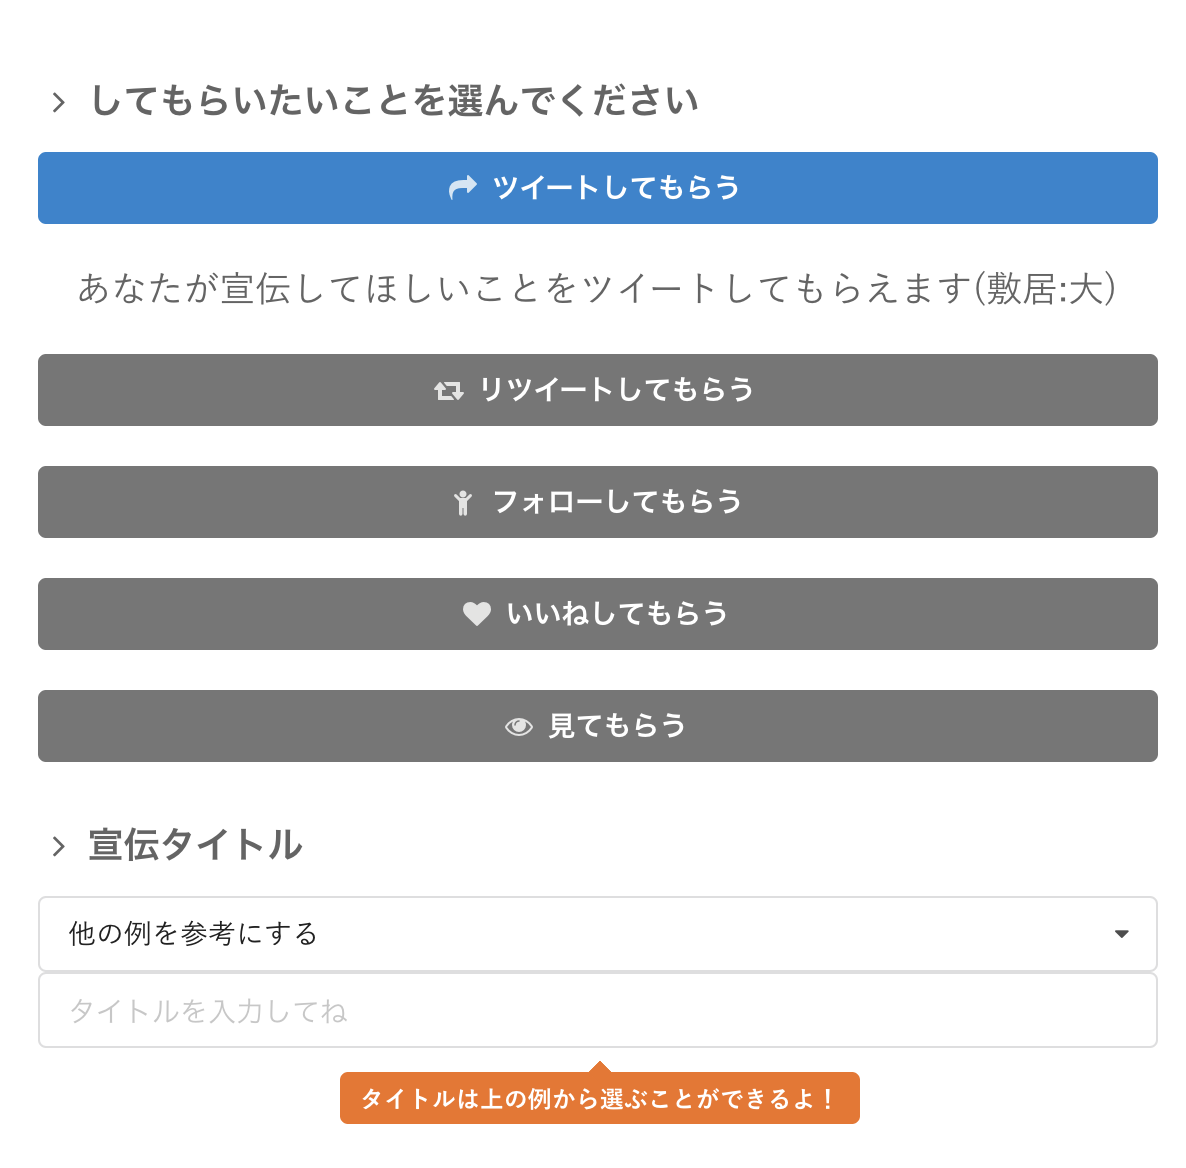 してもらいたいことを選んでください
ツイートしてもらう
あなたが宣伝してほしいことをツイートしてもらえます(敷居:大)
リツイートしてもらう
フォローしてもらう
いいねしてもらう
見てもらう
宣伝タイトル
他の例を参考にする
タイトルを入力してね
タイトルは上の例から選ぶことができるよ！